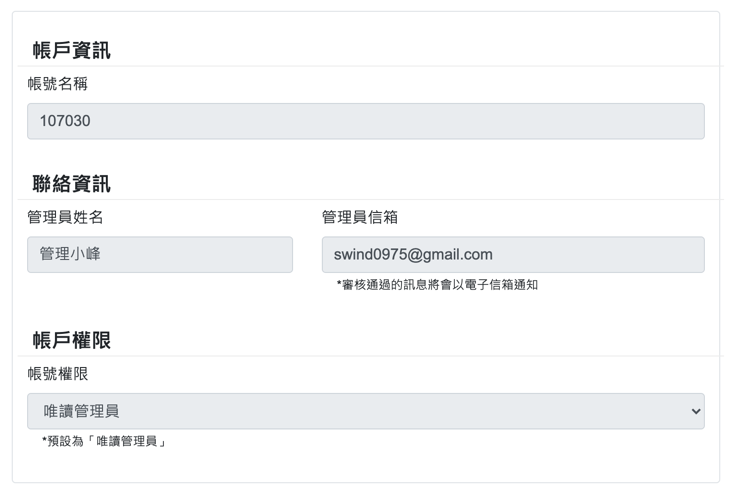 帳戶資訊
帳號名稱
107030
聯絡資訊
管理員姓名
管理員信箱
管理小峰
swind0975@gmail.com
*審核通過的訊息將會以電子信箱通知
帳戶權限
帳號權限
唯讀管理員
*預設為「唯讀管理員」